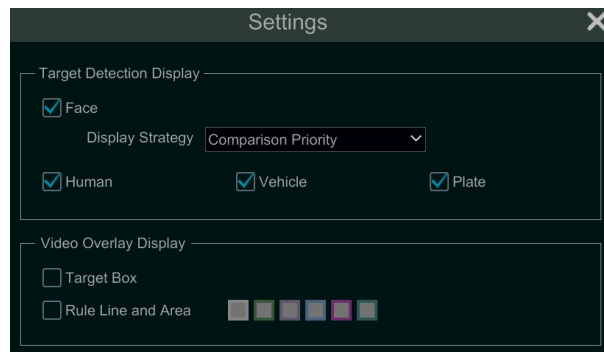 Settings
Target Detection Display
Face
Display Strategy Comparison Priority
Human Vehicle Plate
Video Overlay Display
Target Box
Rule Line and Area